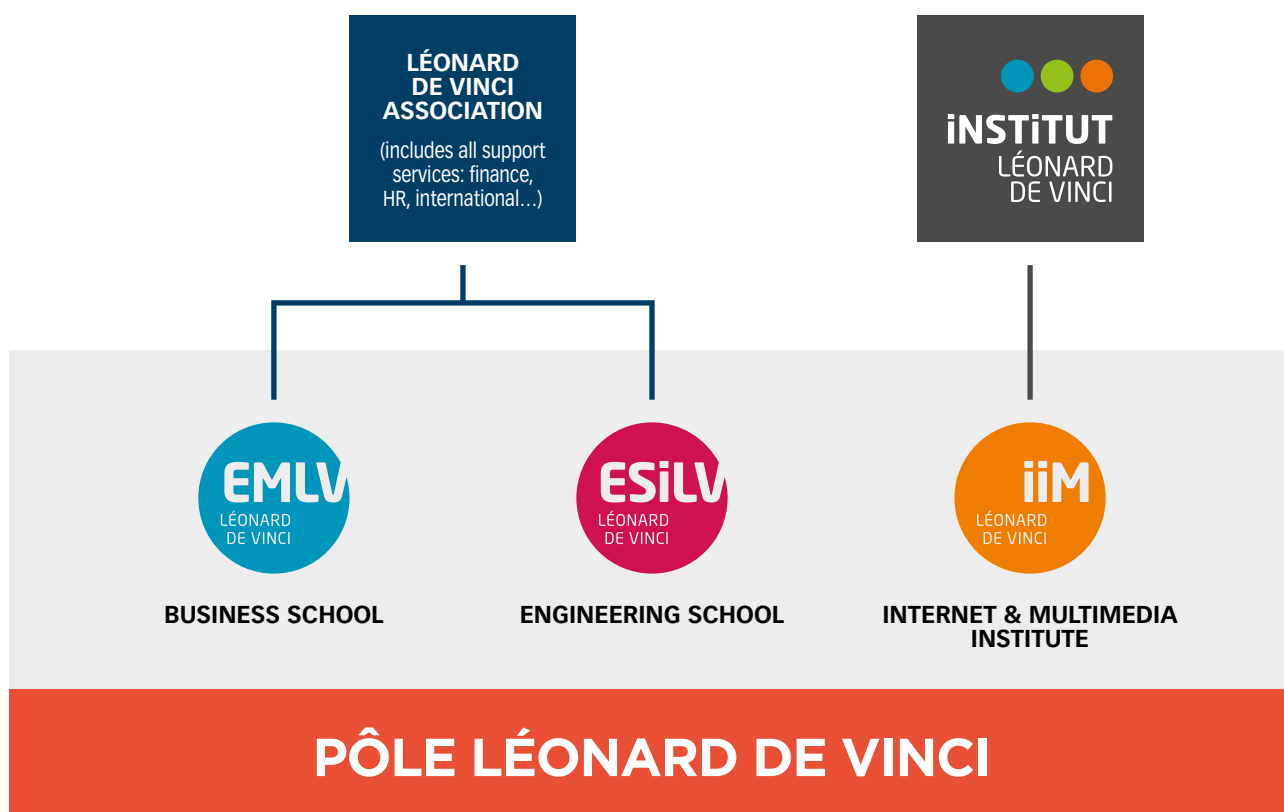 LÉONARD
DE VINCI
ASSOCIATION
(includes all support
services: finance,
HR, international…)
iNSTiTUT
LÉONARD
DE VINCI
EMLV
LÉONARD
DE VINCI
BUSINESS SCHOOL
ESiLV
LÉONARD
DE VINCI
ENGINEERING SCHOOL
iiM
LÉONARD
DE VINCI
INTERNET & MULTIMEDIA
INSTITUTE
PÔLE LÉONARD DE VINCI